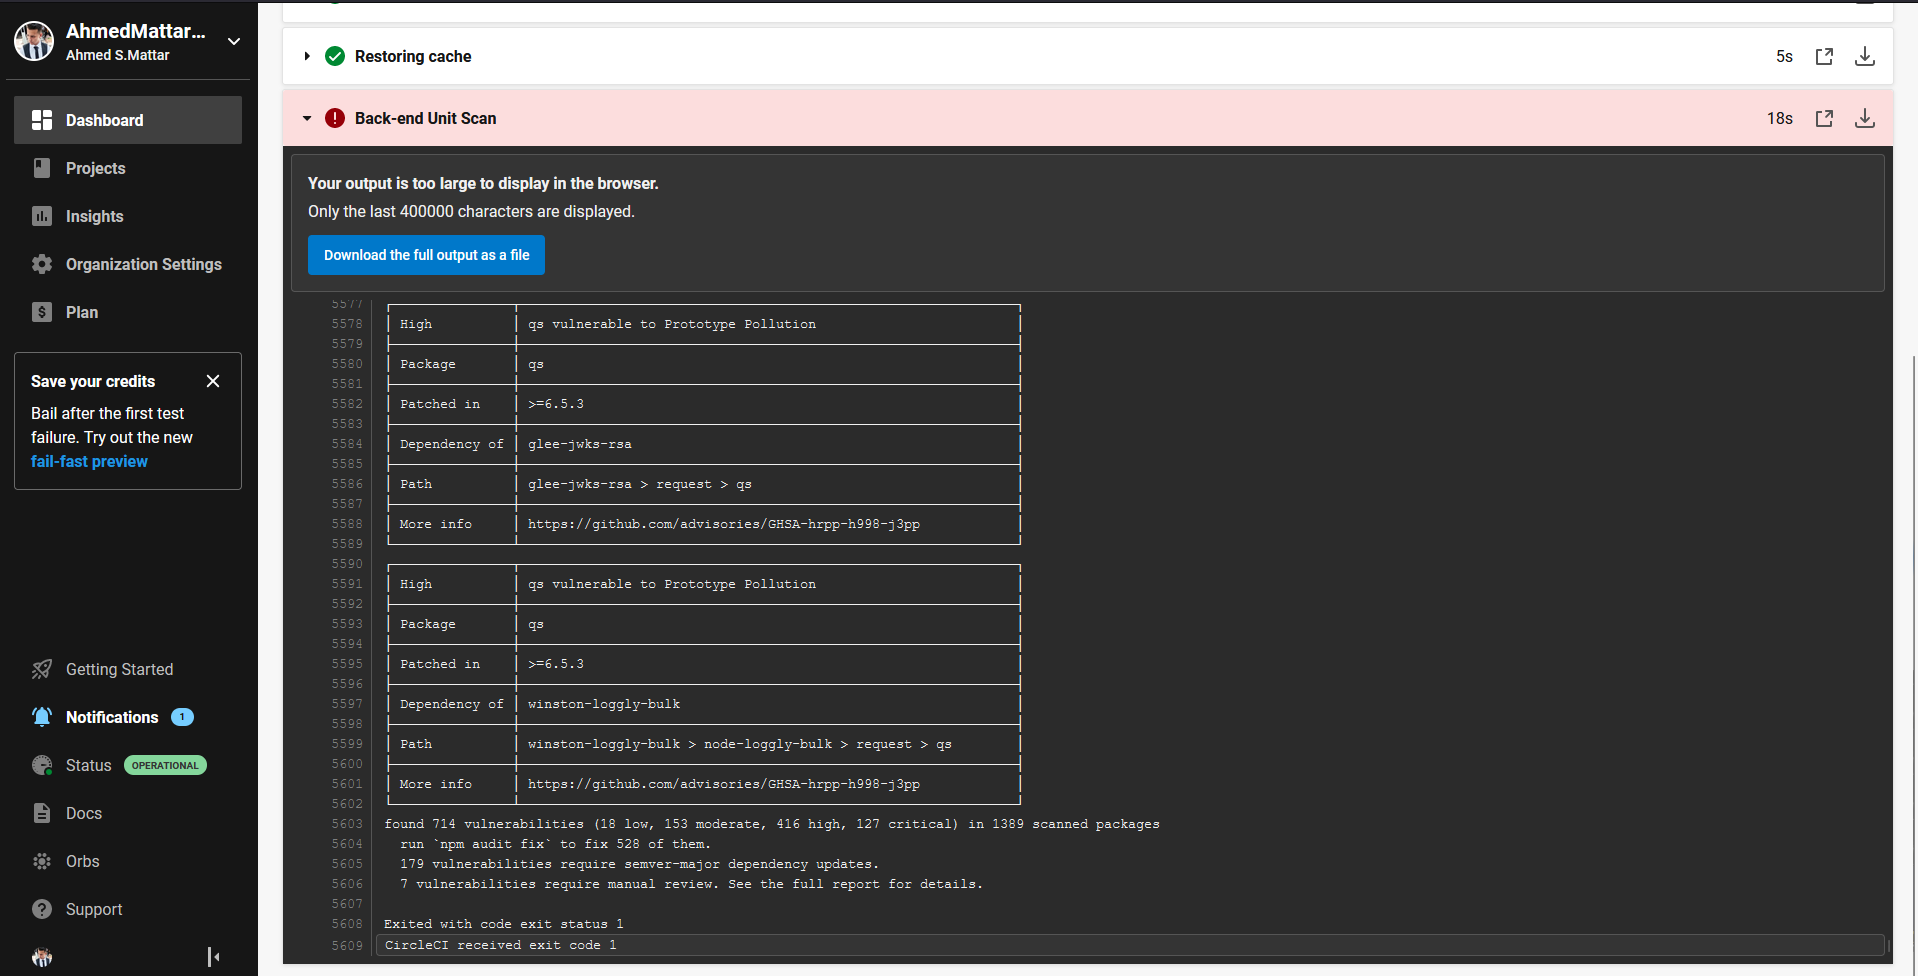 AhmedMattar...
Ahmed S.Mattar
Dashboard
Projects
Insights
Organization Settings
Plan
Save your credits
Bail after the first test
failure. Try out the new
fail-fast preview
Getting Started
Notifications 1
Status OPERATIONAL
Docs
Orbs
Support
Restoring cache 5s
Back-end Unit Scan 18s
Your output is too large to display in the browser.
Only the last 400000 characters are displayed.
Download the full output as a file
5577
5578 High qs vulnerable to Prototype Pollution
5579
5580 Package qs
5581
5582 Patched in >=6.5.3
5583
5584 Dependency of glee-jwks-rsa
5585
5586 Path glee-jwks-rsa > request > qs
5587
5588 More info https://github.com/advisories/GHSA-hrpp-h998-j3pp
5589
5590
5591 High qs vulnerable to Prototype Pollution
5592
5593 Package qs
5594
5595 Patched in >=6.5.3
5596
5597 Dependency of winston-loggly-bulk
5598
5599 Path winston-loggly-bulk > node-loggly-bulk > request > qs
5600
5601 More info https://github.com/advisories/GHSA-hrpp-h998-j3pp
5602
5603 found 714 vulnerabilities (18 low, 153 moderate, 416 high, 127 critical) in 1389 scanned packages
5604 run `npm audit fix` to fix 528 of them.
5605 179 vulnerabilities require semver-major dependency updates.
5606 7 vulnerabilities require manual review. See the full report for details.
5607
5608 Exited with code exit status 1
5609 CircleCI received exit code 1